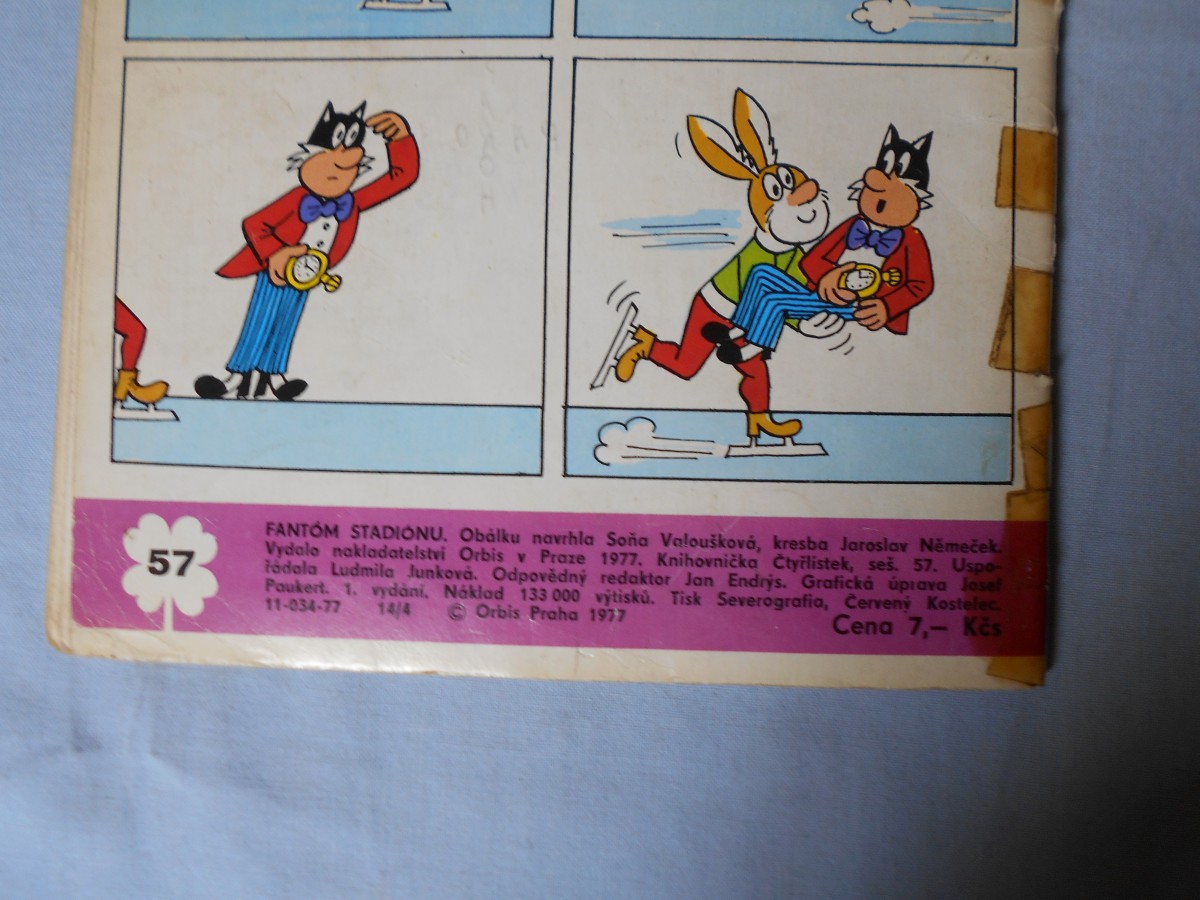 57
FANTÓM STADIÓNU. Obálku navrhla Soňa Valoušková, kresba Jaroslav Němeček.
Vydalo nakladatelství Orbis v Praze 1977. Knihovnička Čtyřlístek, seš. 57. Uspo-
řádala Ludmila Junková. Odpovědný redaktor Jan Endrýs. Grafická úprava Josef
Paukert. 1. vydání. Náklad 133 000 výtisků. Tisk Severografia, Červený Kostelec.
11-034-77 14/4 © Orbis Praha 1977
Cena 7,— Kčs